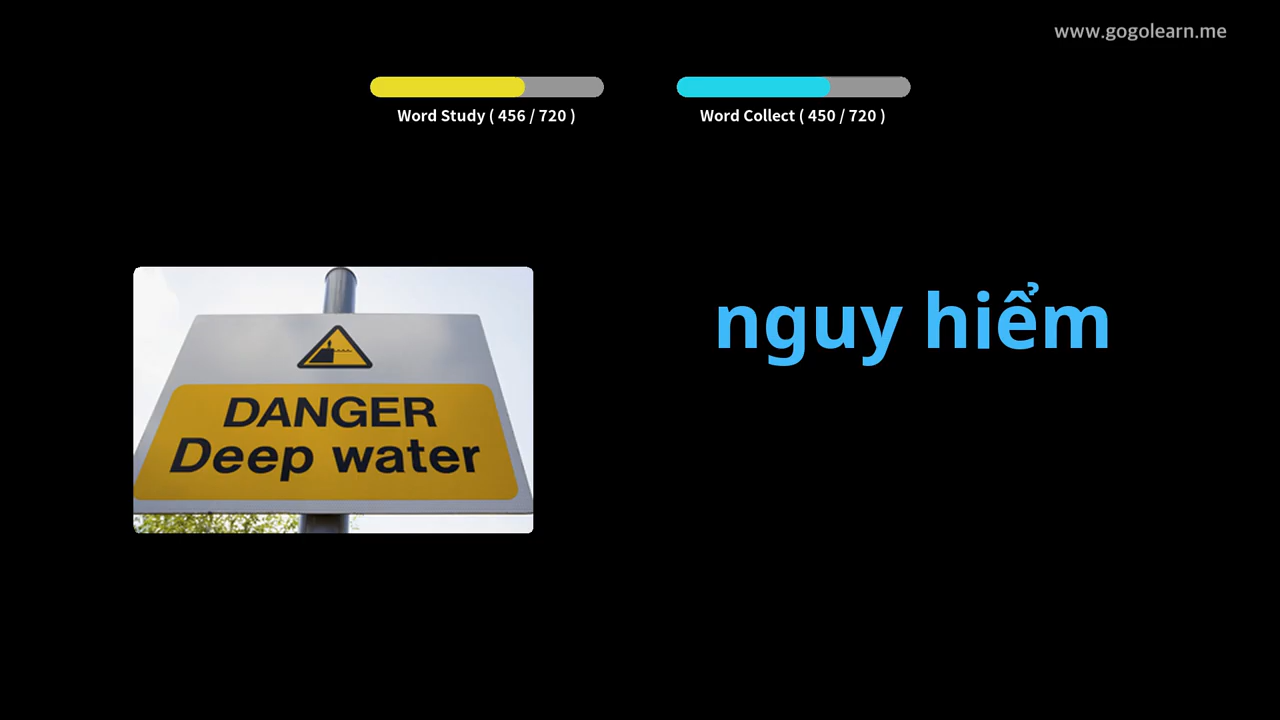 www.gogolearn.me
Word Study ( 456 / 720 )
Word Collect ( 450 / 720 )
DANGER
Deep water
nguy hiểm